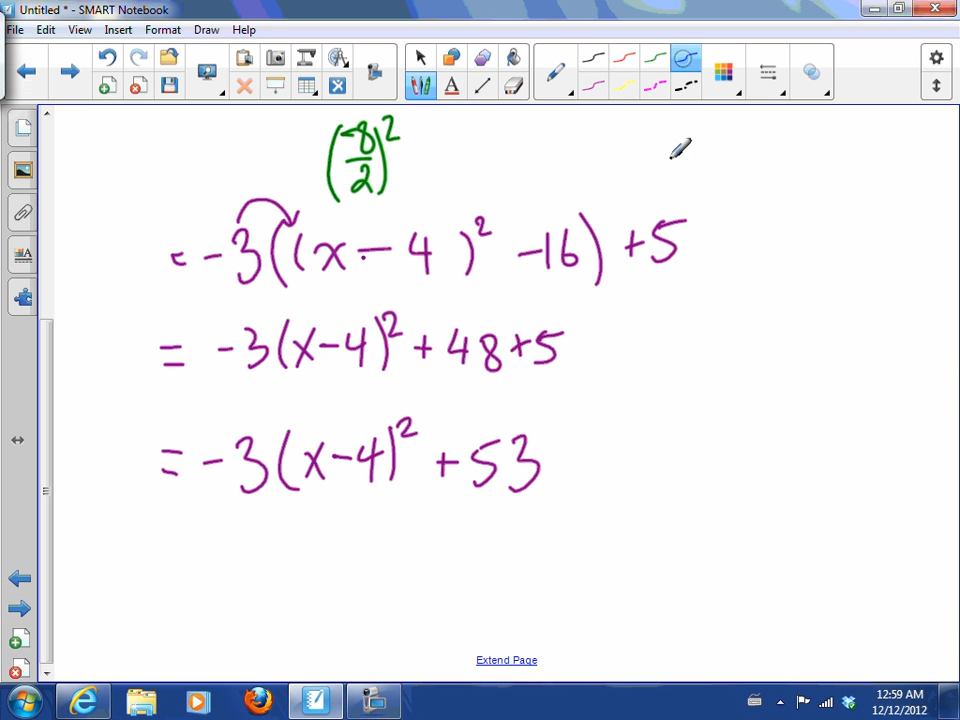 Untitled * - SMART Notebook
File Edit View Insert Format Draw Help
(-8/2)²
= -3((x - 4 )² -16) +5
= -3(x-4)² + 48+5
= -3(x-4)² +53
Extend Page
12:59 AM
12/12/2012